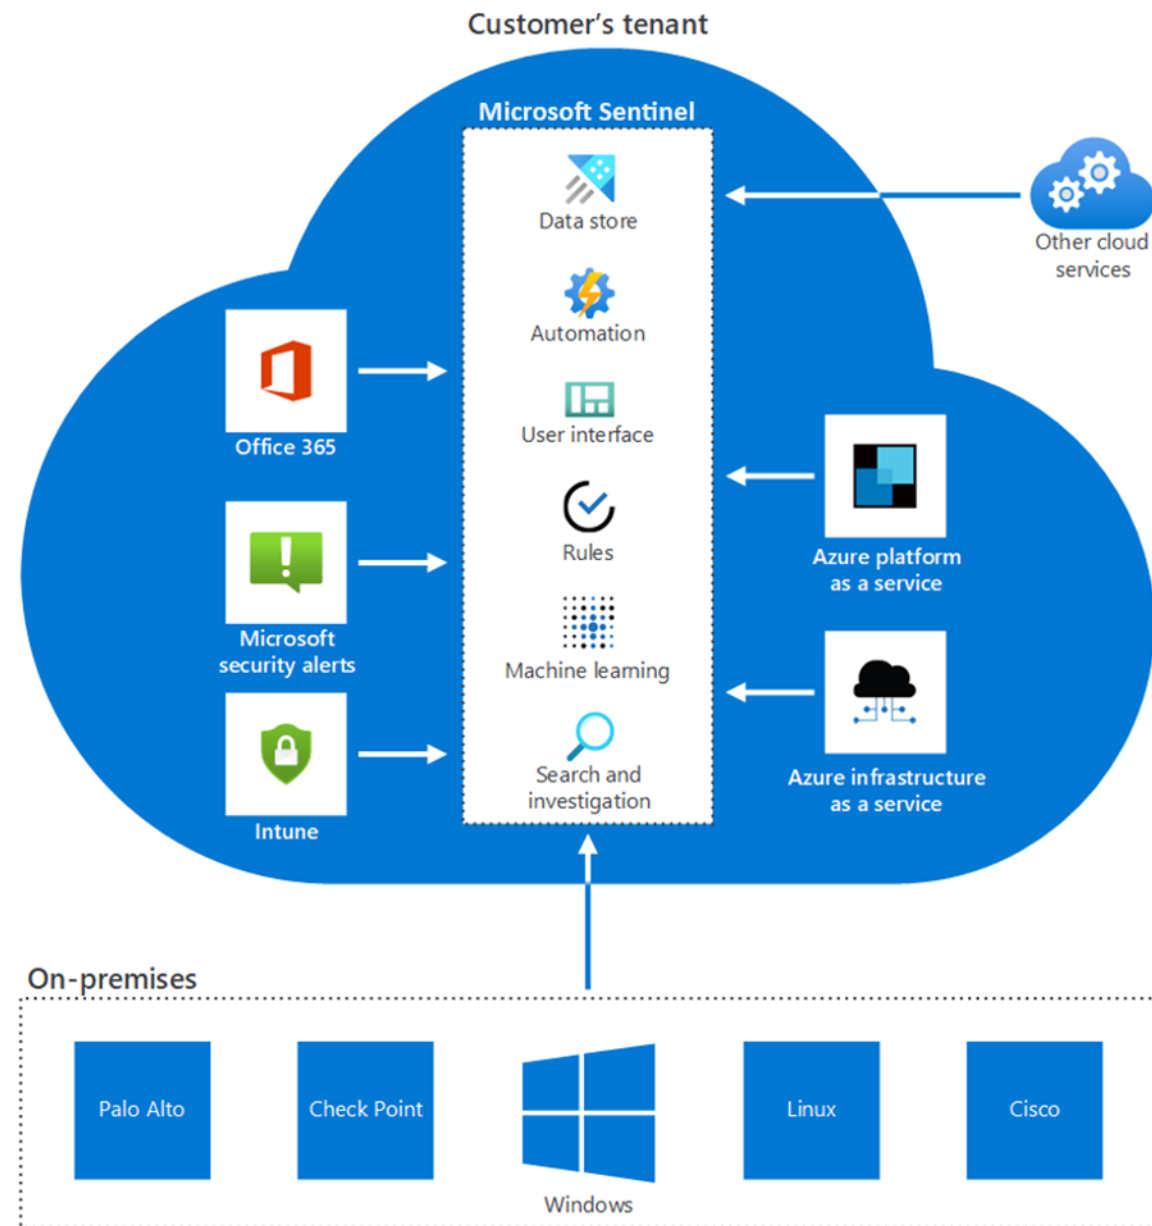 Customer's tenant
Microsoft Sentinel
Data store
Other cloud
services
Automation
User interface
Office 365
Rules
Azure platform
as a service
Microsoft
security alerts
Machine learning
Search and
investigation
Azure infrastructure
as a service
Intune
On-premises
Palo Alto
Check Point
Linux
Cisco
Windows